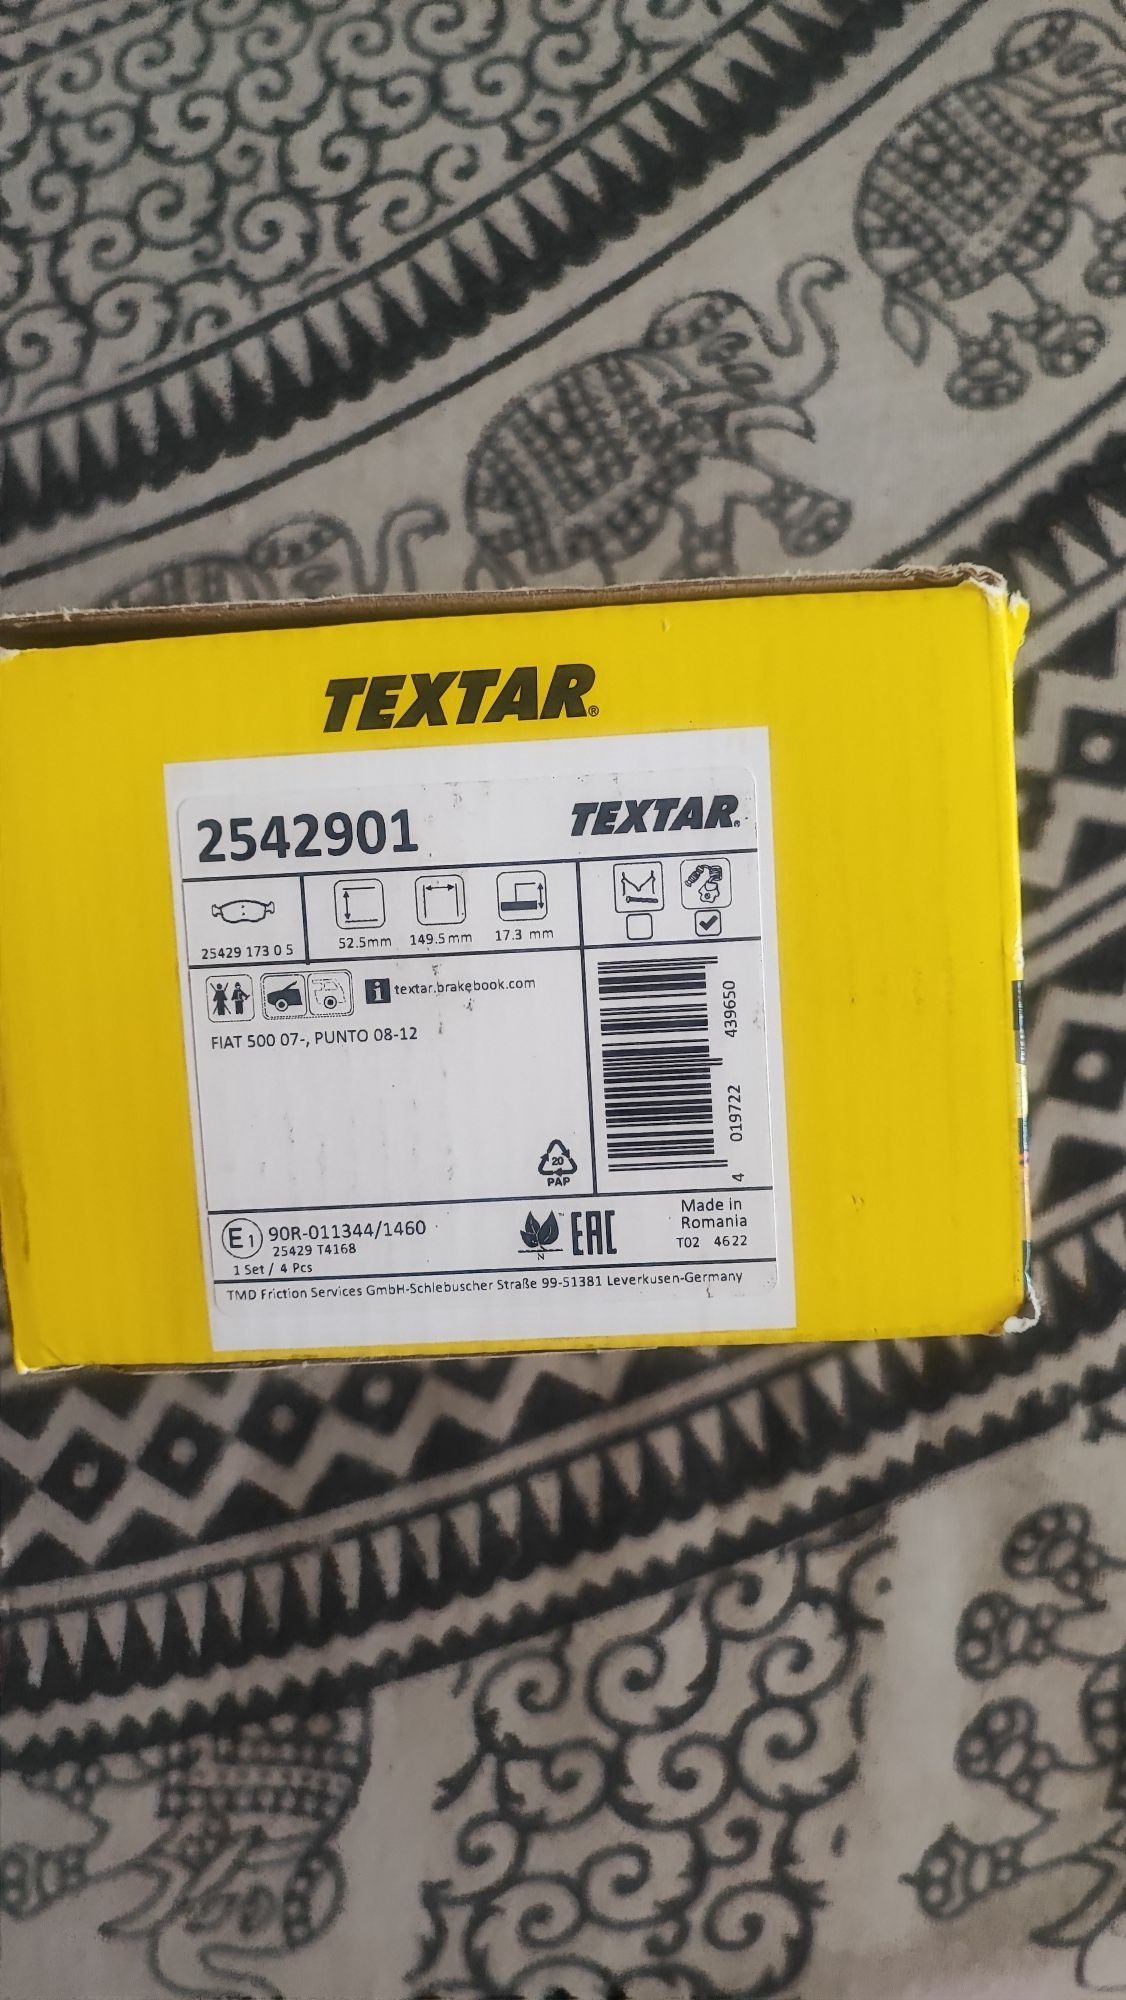 TEXTAR®
2542901
TEXTAR®
25429 173 0 5
52.5mm 149.5mm 17.3 mm
i textar.brakebook.com
FIAT 500 07-, PUNTO 08-12
4 019722 439650
20
PAP
E1 90R-011344/1460
25429 T4168
1 Set / 4 Pcs
N
EAC
Made in
Romania
T02 4622
TMD Friction Services GmbH-Schlebuscher Straße 99-51381 Leverkusen-Germany